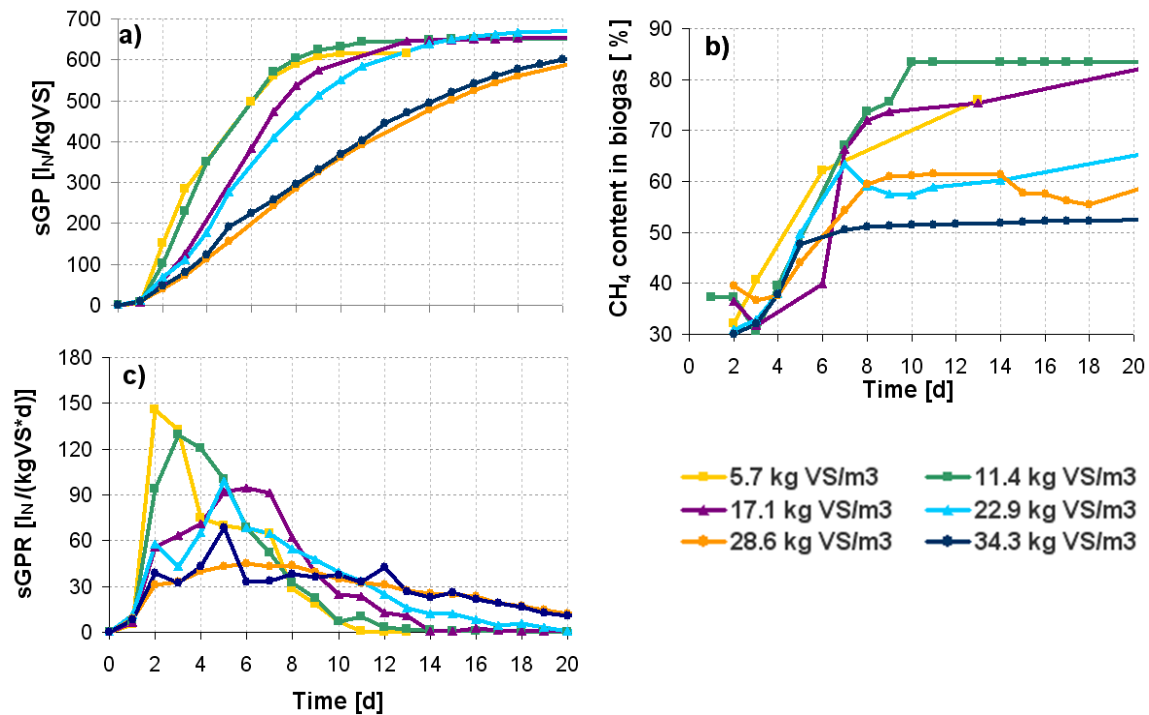 a)
sGP [lN/kgVS]
700
600
500
400
300
200
100
0
b)
CH4 content in biogas [ %]
90
80
70
60
50
40
30
0 2 4 6 8 10 12 14 16 18 20
Time [d]
c)
sGPR [lN/(kgVS*d)]
180
150
120
90
60
30
0
0 2 4 6 8 10 12 14 16 18 20
Time [d]
5.7 kg VS/m3 11.4 kg VS/m3
17.1 kg VS/m3 22.9 kg VS/m3
28.6 kg VS/m3 34.3 kg VS/m3